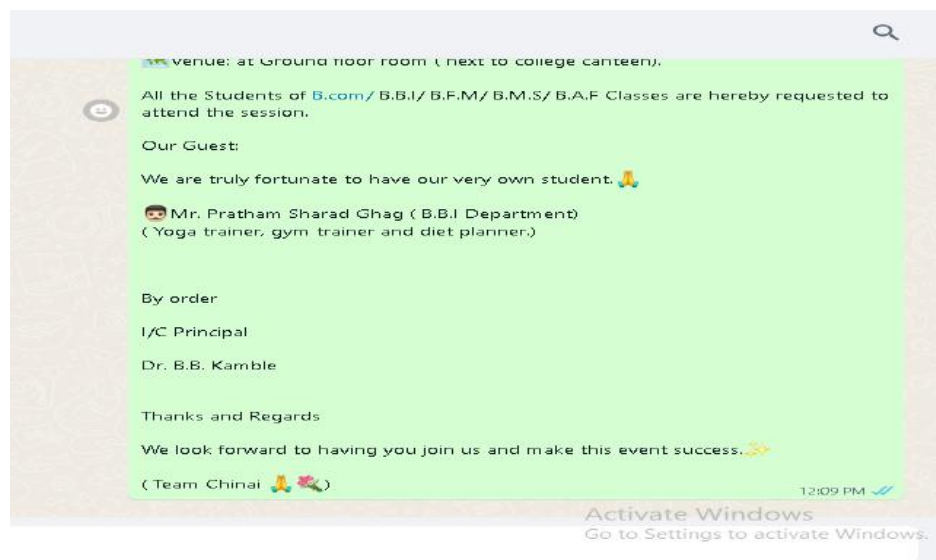 Venue: at Ground floor room ( next to college canteen).
All the Students of B.com/ B.B.I/ B.F.M/ B.M.S/ B.A.F Classes are hereby requested to
attend the session.
Our Guest:
We are truly fortunate to have our very own student.🙏
👨🏻Mr. Pratham Sharad Ghag ( B.B.I Department)
( Yoga trainer, gym trainer and diet planner.)
By order
I/C Principal
Dr. B.B. Kamble
Thanks and Regards
We look forward to having you join us and make this event success.✨
( Team Chinai 🙏💐)
12:09 PM
Activate Windows
Go to Settings to activate Windows.